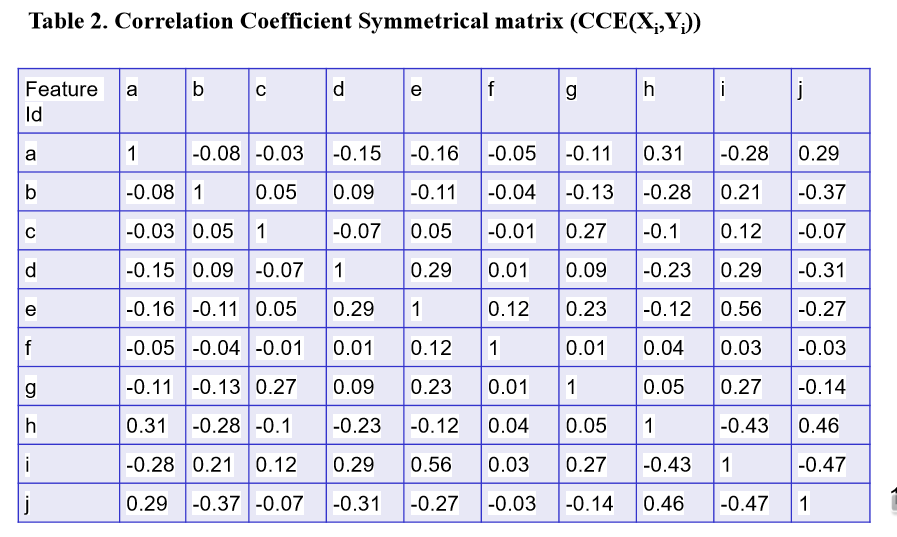 Table 2. Correlation Coefficient Symmetrical matrix (CCE(Xi,Yi))
Feature Id a b c d e f g h i j
a 1 -0.08 -0.03 -0.15 -0.16 -0.05 -0.11 0.31 -0.28 0.29
b -0.08 1 0.05 0.09 -0.11 -0.04 -0.13 -0.28 0.21 -0.37
c -0.03 0.05 1 -0.07 0.05 -0.01 0.27 -0.1 0.12 -0.07
d -0.15 0.09 -0.07 1 0.29 0.01 0.09 -0.23 0.29 -0.31
e -0.16 -0.11 0.05 0.29 1 0.12 0.23 -0.12 0.56 -0.27
f -0.05 -0.04 -0.01 0.01 0.12 1 0.01 0.04 0.03 -0.03
g -0.11 -0.13 0.27 0.09 0.23 0.01 1 0.05 0.27 -0.14
h 0.31 -0.28 -0.1 -0.23 -0.12 0.04 0.05 1 -0.43 0.46
i -0.28 0.21 0.12 0.29 0.56 0.03 0.27 -0.43 1 -0.47
j 0.29 -0.37 -0.07 -0.31 -0.27 -0.03 -0.14 0.46 -0.47 1